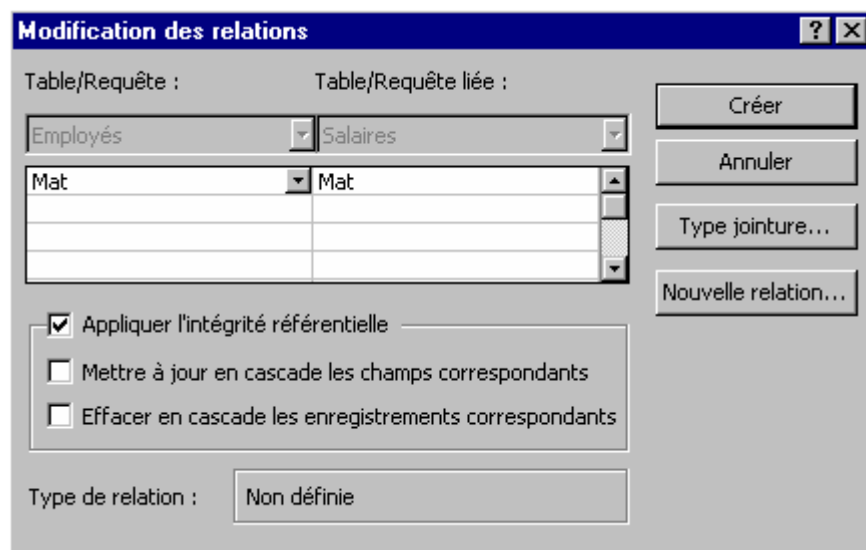 Modification des relations
Table/Requête :
Table/Requête liée :
Employés
Salaires
Mat
Mat
Créer
Annuler
Type jointure...
Nouvelle relation...
Appliquer l'intégrité référentielle
Mettre à jour en cascade les champs correspondants
Effacer en cascade les enregistrements correspondants
Type de relation :
Non définie